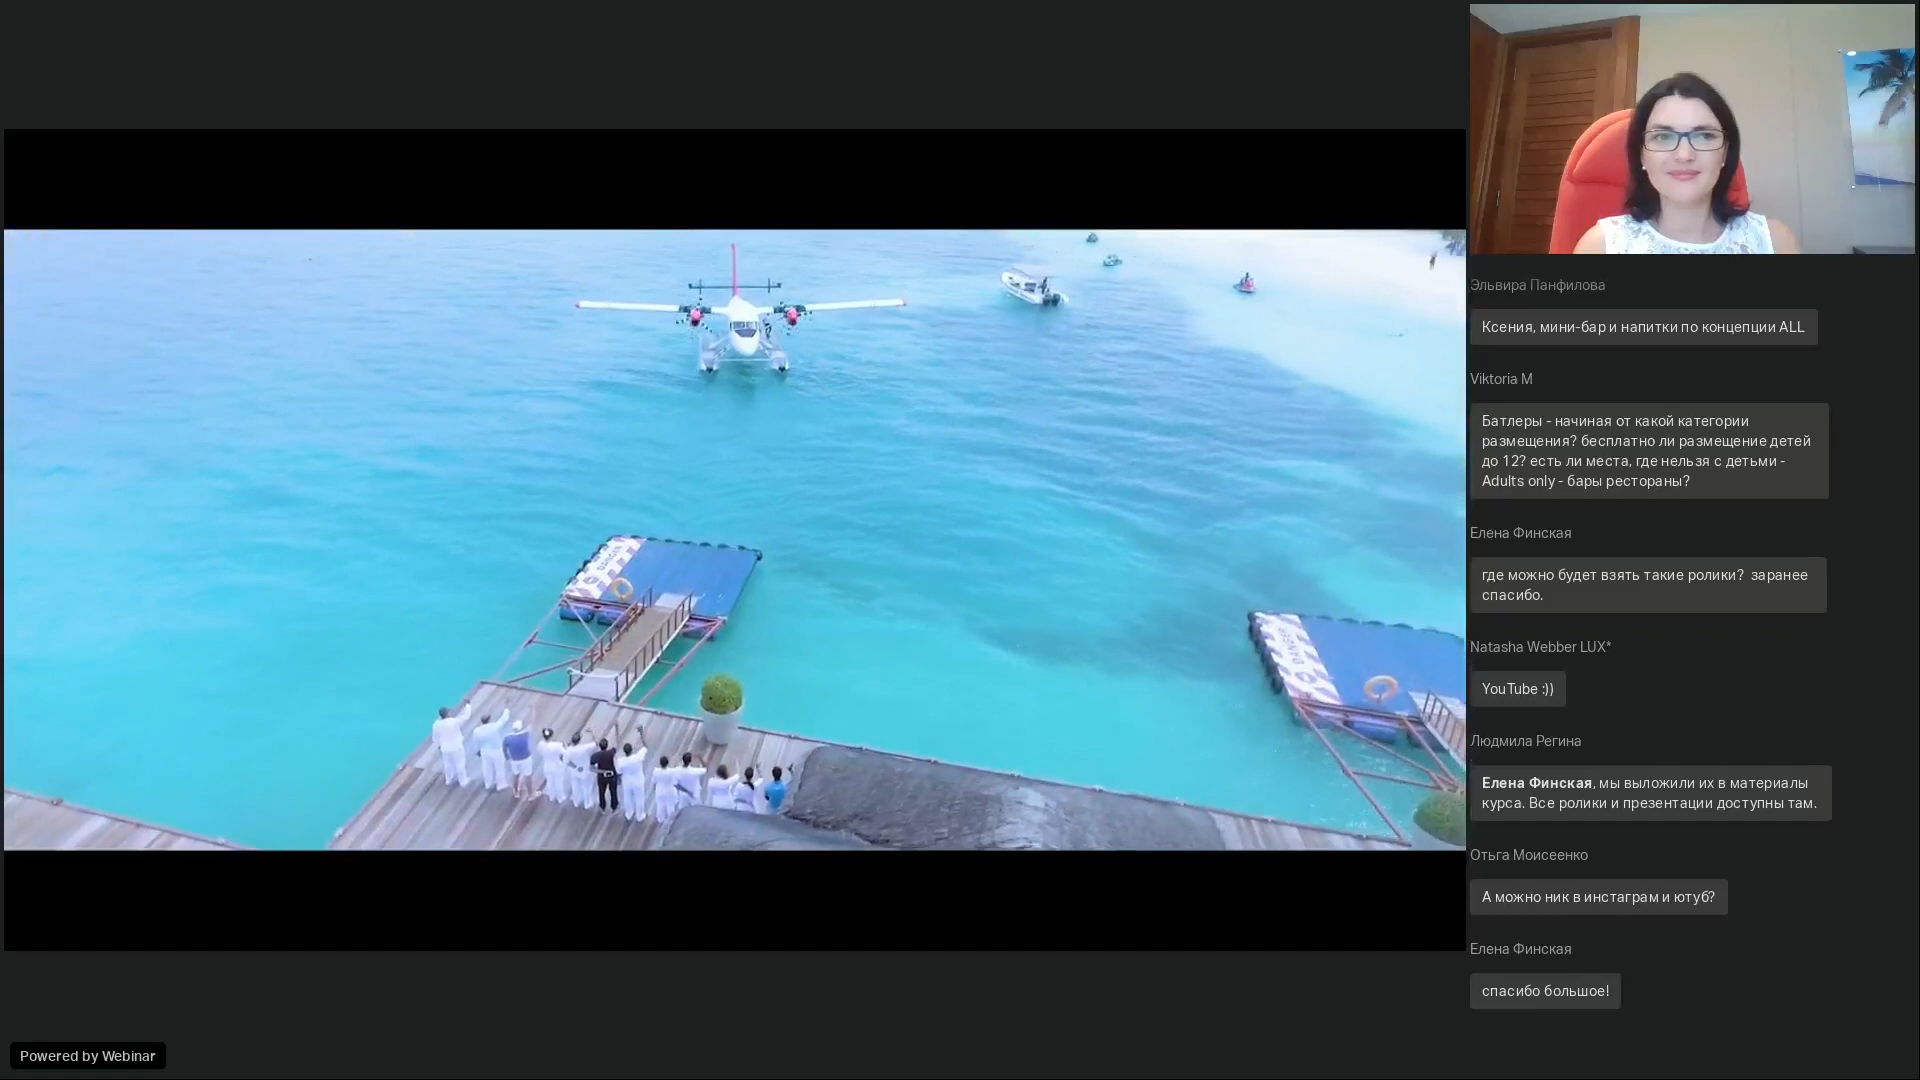 DANGER
Эльвира Панфилова
Ксения, мини-бар и напитки по концепции ALL
Viktoria M
Батлеры - начиная от какой категории
размещения? бесплатно ли размещение детей
до 12? есть ли места, где нельзя с детьми -
Adults only - бары рестораны?
Елена Финская
где можно будет взять такие ролики?  заранее
спасибо.
Natasha Webber LUX*
YouTube :))
Людмила Регина
Елена Финская, мы выложили их в материалы
курса. Все ролики и презентации доступны там.
Отьга Моисеенко
А можно ник в инстаграм и ютуб?
Елена Финская
спасибо большое!
Powered by Webinar